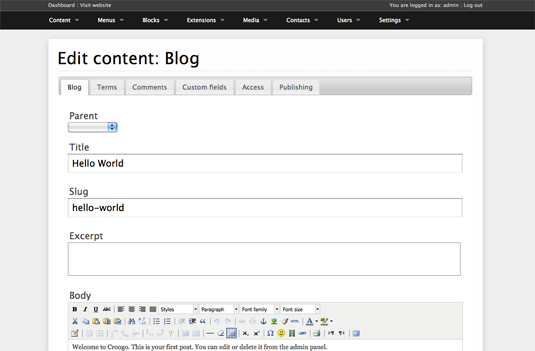 Dashboard | Visit website
You are logged in as: admin | Log out
Content Menus Blocks Extensions Media Contacts Users Settings
Edit content: Blog
Blog Terms Comments Custom fields Access Publishing
Parent
Title
Hello World
Slug
hello-world
Excerpt
Body
B I U ABC Styles Paragraph Font family Font size
Welcome to Croogo. This is your first post. You can edit or delete it from the admin panel.